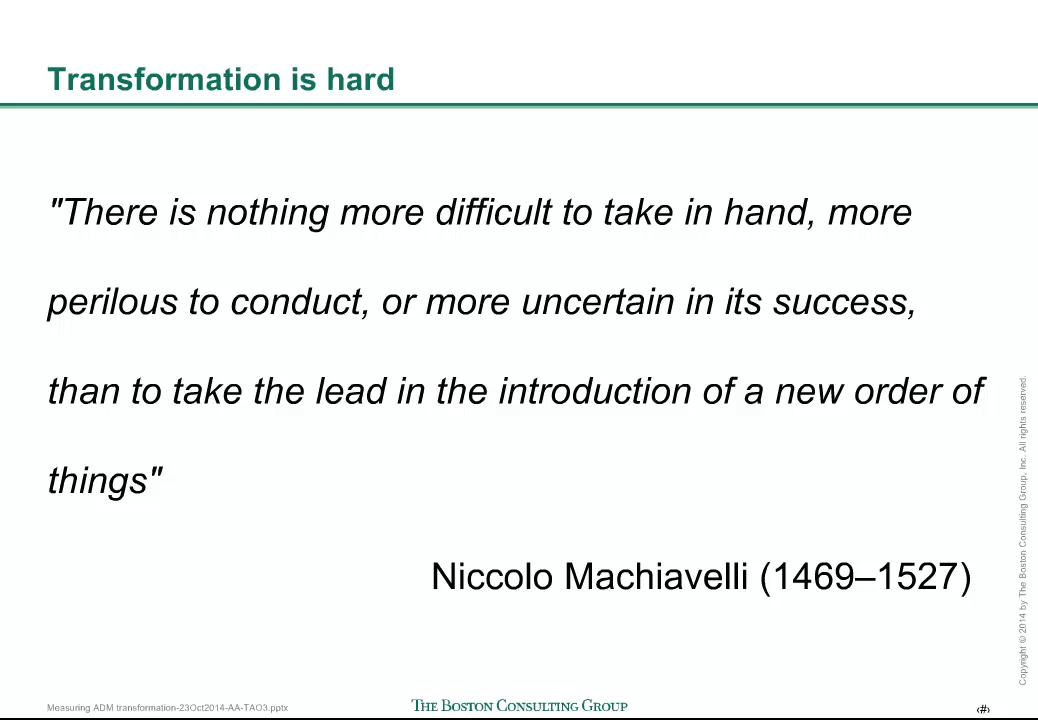 Transformation is hard
"There is nothing more difficult to take in hand, more
perilous to conduct, or more uncertain in its success,
than to take the lead in the introduction of a new order of
things"
Niccolo Machiavelli (1469–1527)
Copyright © 2014 by The Boston Consulting Group, Inc. All rights reserved.
Measuring ADM transformation-23Oct2014-AA-TAO3.pptx
THE BOSTON CONSULTING GROUP
‹#›